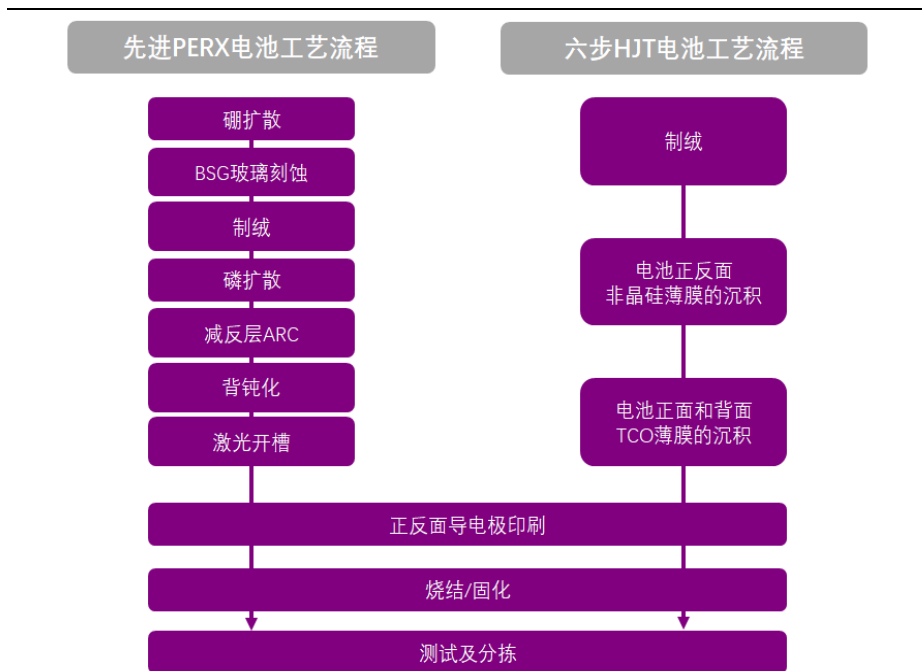 先进PERX电池工艺流程
六步HJT电池工艺流程
硼扩散
BSG玻璃刻蚀
制绒
磷扩散
减反层ARC
背钝化
激光开槽
制绒
电池正反面
非晶硅薄膜的沉积
电池正面和背面
TCO薄膜的沉积
正反面导电极印刷
烧结/固化
测试及分拣